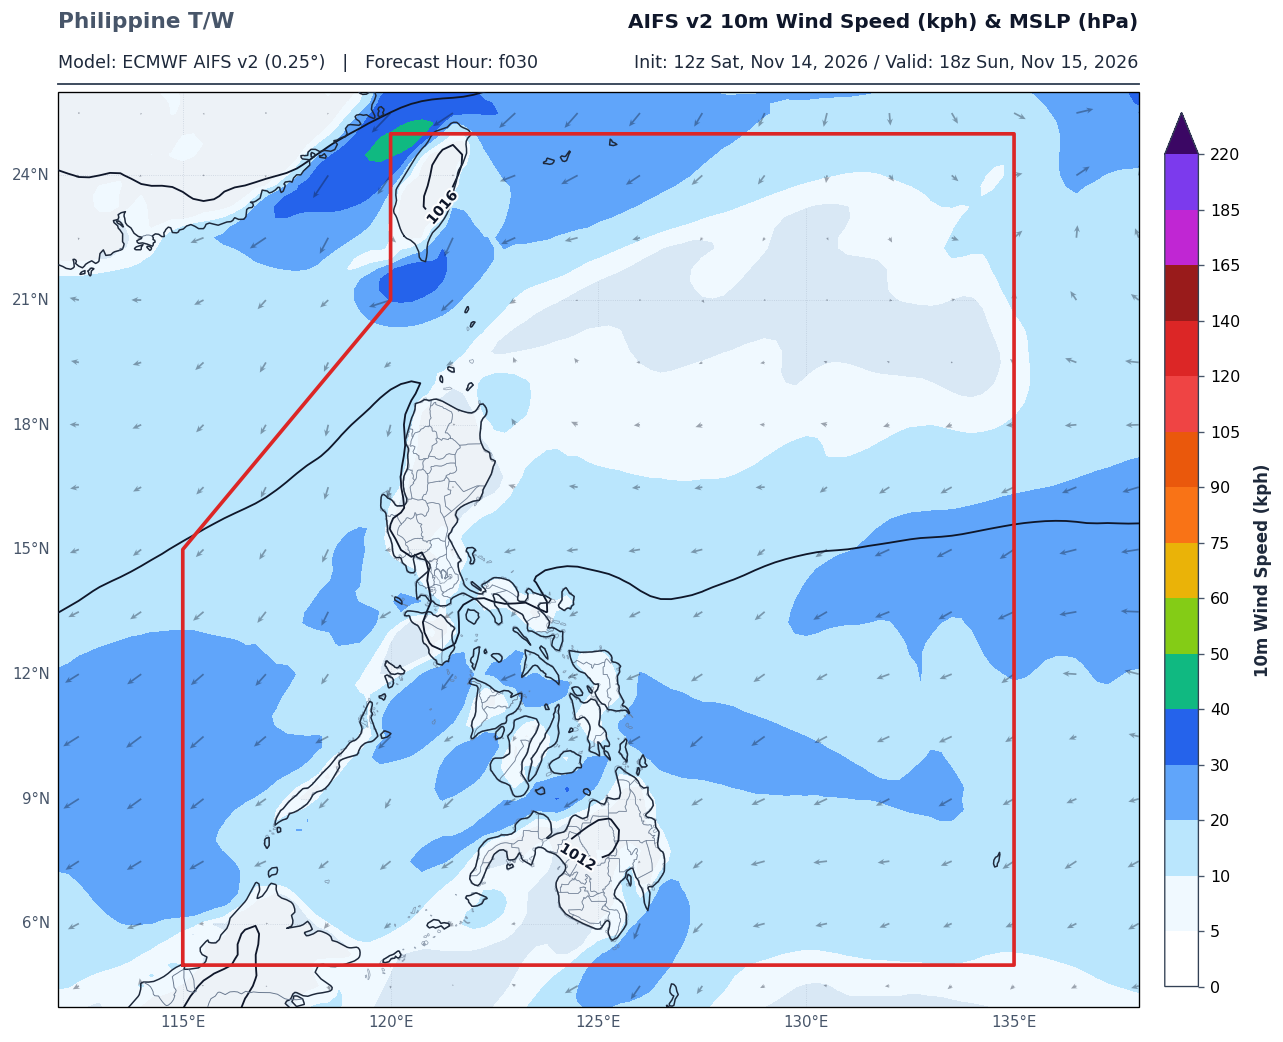 Philippine T/W
AIFS v2 10m Wind Speed (kph) & MSLP (hPa)
Model: ECMWF AIFS v2 (0.25°) | Forecast Hour: f030
Init: 12z Sat, Nov 14, 2026 / Valid: 18z Sun, Nov 15, 2026
24°N
21°N
18°N
15°N
12°N
9°N
6°N
1016
1012
115°E
120°E
125°E
130°E
135°E
220
185
165
140
120
105
90
75
60
50
40
30
20
10
5
0
10m Wind Speed (kph)